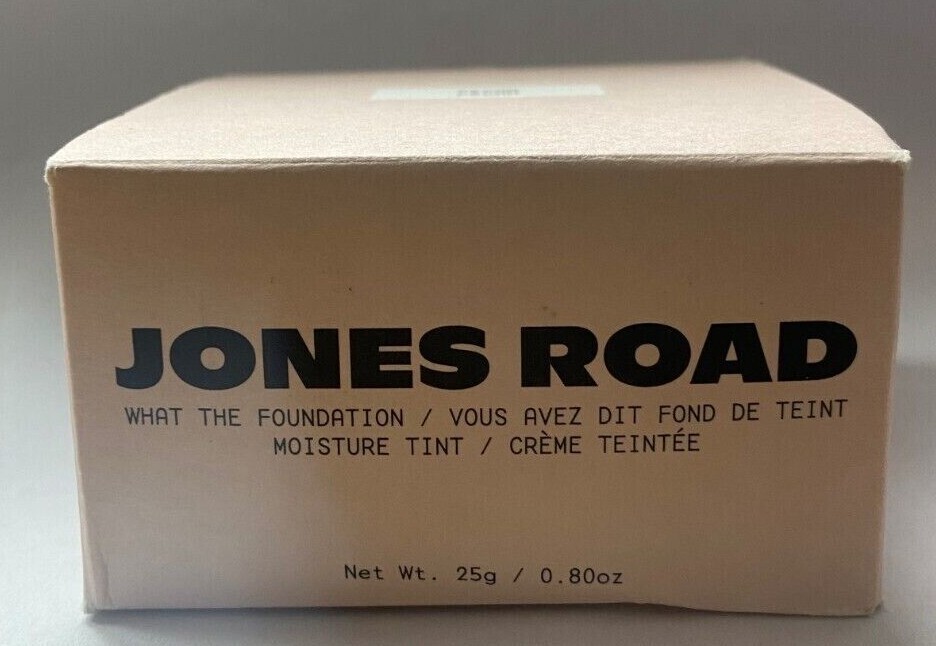 JONES ROAD
WHAT THE FOUNDATION / VOUS AVEZ DIT FOND DE TEINT
MOISTURE TINT / CRÈME TEINTÉE
Net Wt. 25g / 0.80oz